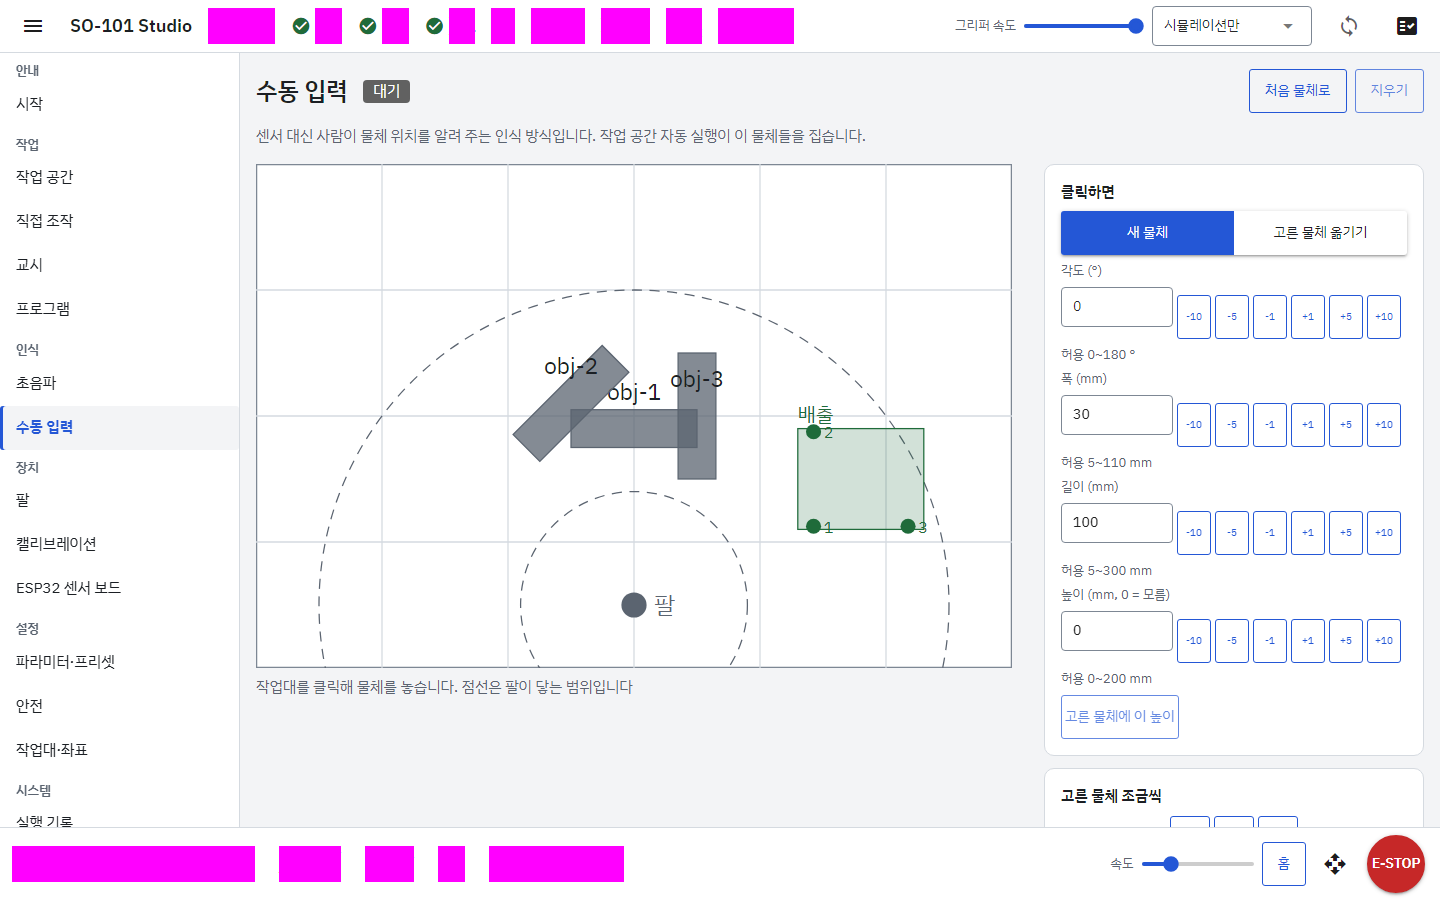 SO-101 Studio
그리퍼 속도
시뮬레이션만
안내
시작
작업
작업 공간
직접 조작
교시
프로그램
인식
초음파
수동 입력
장치
팔
캘리브레이션
ESP32 센서 보드
설정
파라미터·프리셋
안전
작업대·좌표
시스템
실행 기록
수동 입력
대기
처음 물체로
지우기
센서 대신 사람이 물체 위치를 알려 주는 인식 방식입니다. 작업 공간 자동 실행이 이 물체들을 집습니다.
obj-2
obj-1
obj-3
배출
2
1
3
팔
작업대를 클릭해 물체를 놓습니다. 점선은 팔이 닿는 범위입니다
클릭하면
새 물체
고른 물체 옮기기
각도 (°)
0
-10
-5
-1
+1
+5
+10
허용 0~180 °
폭 (mm)
30
-10
-5
-1
+1
+5
+10
허용 5~110 mm
길이 (mm)
100
-10
-5
-1
+1
+5
+10
허용 5~300 mm
높이 (mm, 0 = 모름)
0
-10
-5
-1
+1
+5
+10
허용 0~200 mm
고른 물체에 이 높이
고른 물체 조금씩
속도
홈
E-STOP